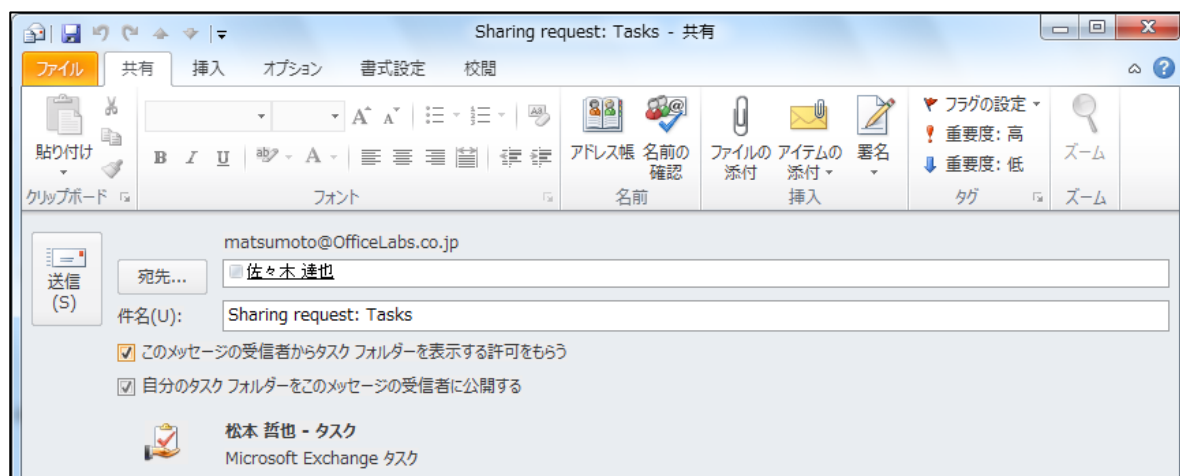 Sharing request: Tasks - 共有
ファイル 共有 挿入 オプション 書式設定 校閲
貼り付け
クリップボード
B I U ab A
A A
Aa
フォント
アドレス帳 名前の確認
名前
ファイルの添付 アイテムの添付 署名
挿入
フラグの設定
重要度: 高
重要度: 低
タグ
ズーム
ズーム
送信
(S)
matsumoto@OfficeLabs.co.jp
宛先... 佐々木 達也
件名(U): Sharing request: Tasks
このメッセージの受信者からタスク フォルダーを表示する許可をもらう
自分のタスク フォルダーをこのメッセージの受信者に公開する
松本 哲也 - タスク
Microsoft Exchange タスク